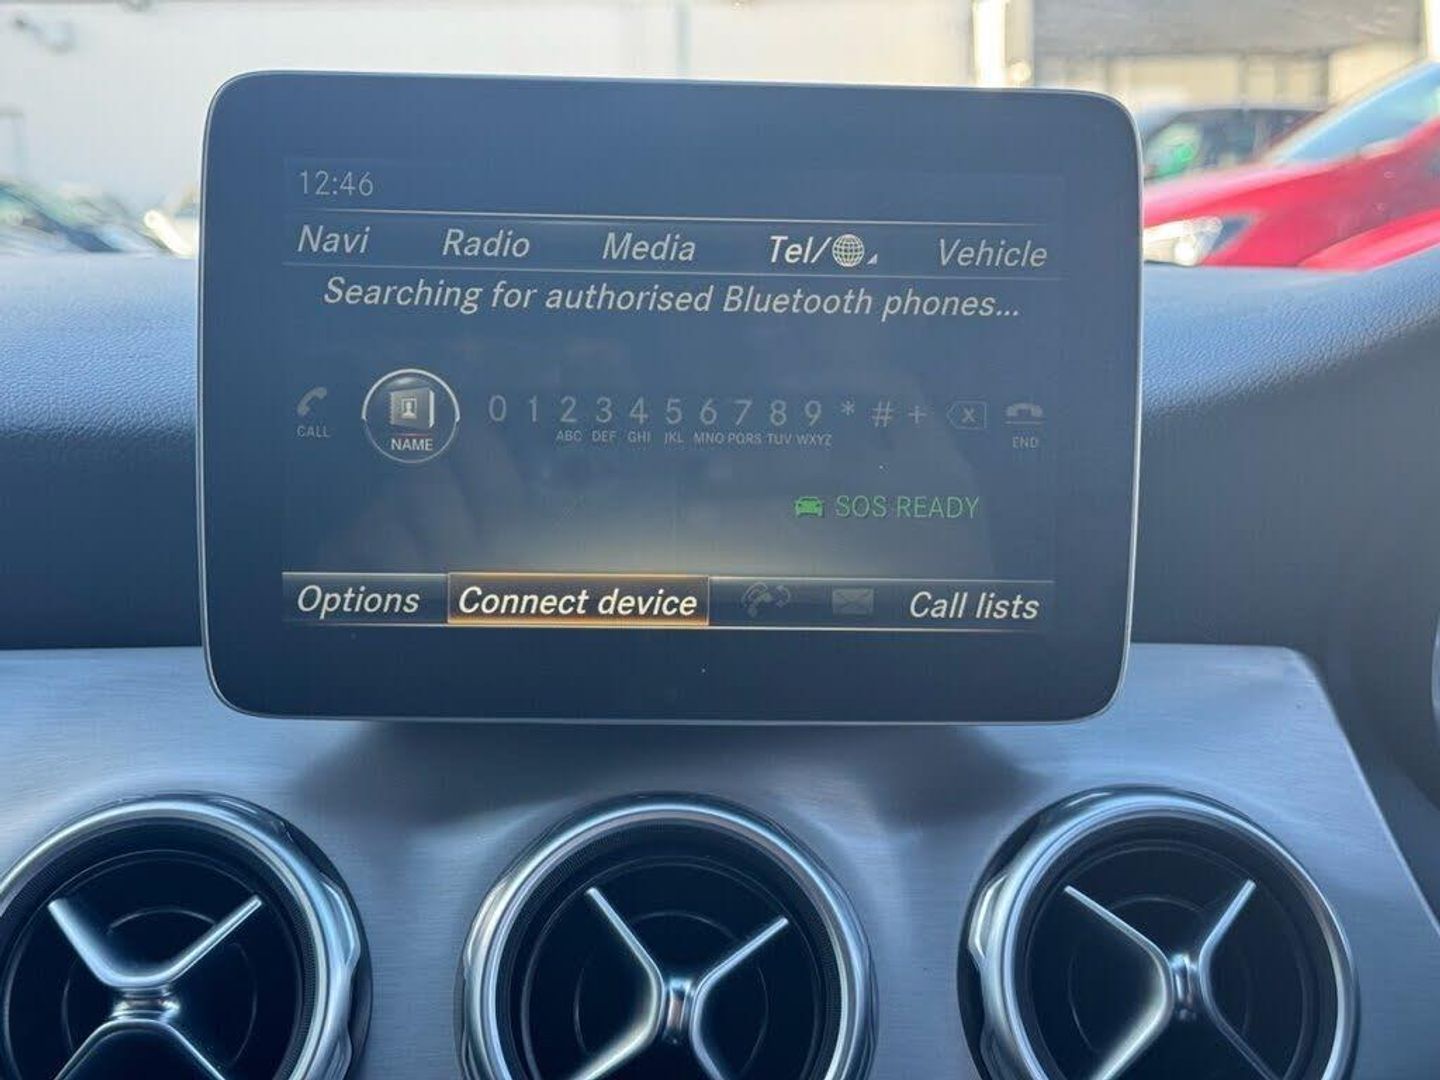 12:46
Navi Radio Media Tel/ Vehicle
Searching for authorised Bluetooth phones...
0 1 2 3 4 5 6 7 8 9 * # + x
CALL NAME ABC DEF GHI JKL MNO PQRS TUV WXYZ END
SOS READY
Options Connect device Call lists